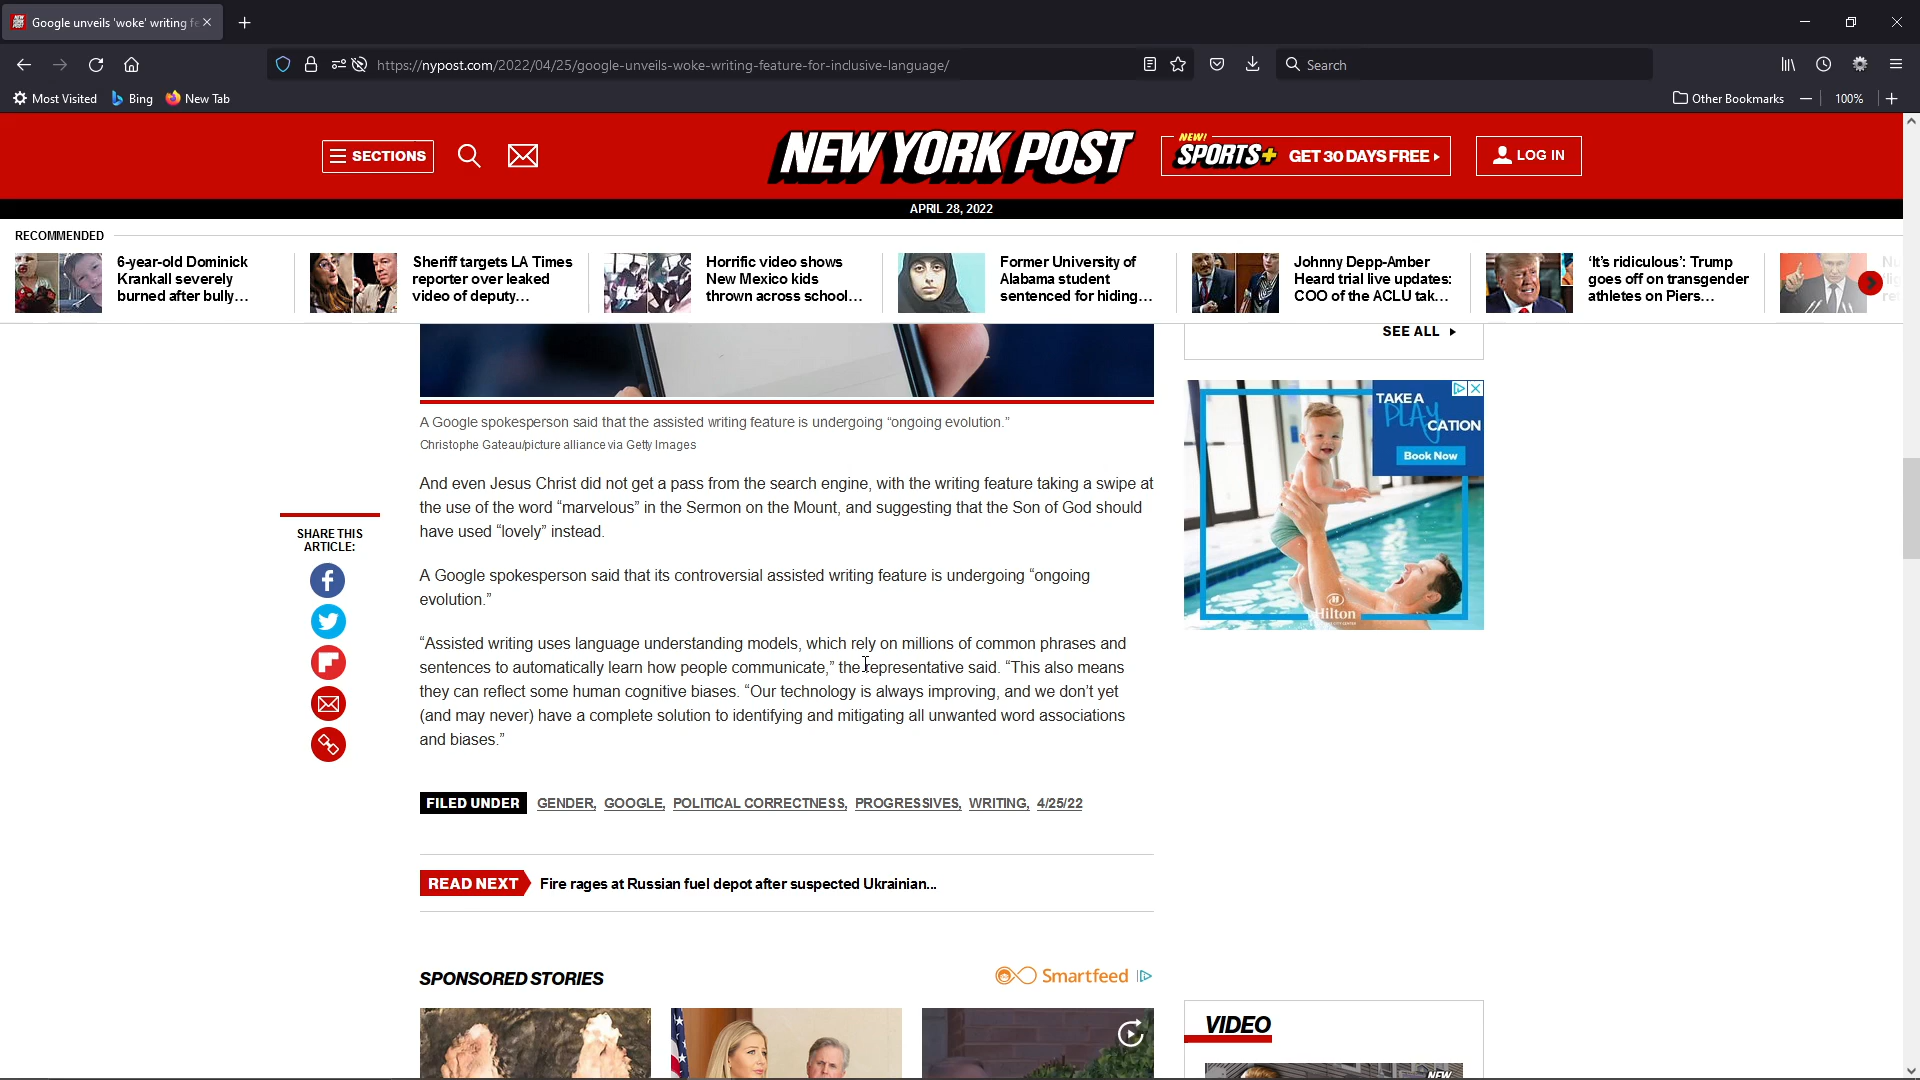 Google unveils 'woke' writing fe
https://nypost.com/2022/04/25/google-unveils-woke-writing-feature-for-inclusive-language/
Search
Most Visited
Bing
New Tab
Other Bookmarks
100%
SECTIONS
NEW YORK POST
NEW!
SPORTS+ GET 30 DAYS FREE
LOG IN
APRIL 28, 2022
RECOMMENDED
6-year-old Dominick
Krankall severely
burned after bully...
Sheriff targets LA Times
reporter over leaked
video of deputy...
Horrific video shows
New Mexico kids
thrown across school...
Former University of
Alabama student
sentenced for hiding...
Johnny Depp-Amber
Heard trial live updates:
COO of the ACLU tak...
‘It’s ridiculous’: Trump
goes off on transgender
athletes on Piers...
SEE ALL
A Google spokesperson said that the assisted writing feature is undergoing “ongoing evolution.”
Christophe Gateau/picture alliance via Getty Images
And even Jesus Christ did not get a pass from the search engine, with the writing feature taking a swipe at
the use of the word “marvelous” in the Sermon on the Mount, and suggesting that the Son of God should
have used “lovely” instead.
A Google spokesperson said that its controversial assisted writing feature is undergoing “ongoing
evolution.”
“Assisted writing uses language understanding models, which rely on millions of common phrases and
sentences to automatically learn how people communicate,” the representative said. “This also means
they can reflect some human cognitive biases. “Our technology is always improving, and we don’t yet
(and may never) have a complete solution to identifying and mitigating all unwanted word associations
and biases.”
SHARE THIS
ARTICLE:
TAKE A
PLAY
CATION
Book Now
Hilton
FILED UNDER GENDER, GOOGLE, POLITICAL CORRECTNESS, PROGRESSIVES, WRITING, 4/25/22
READ NEXT Fire rages at Russian fuel depot after suspected Ukrainian...
SPONSORED STORIES
Smartfeed
VIDEO
NEW